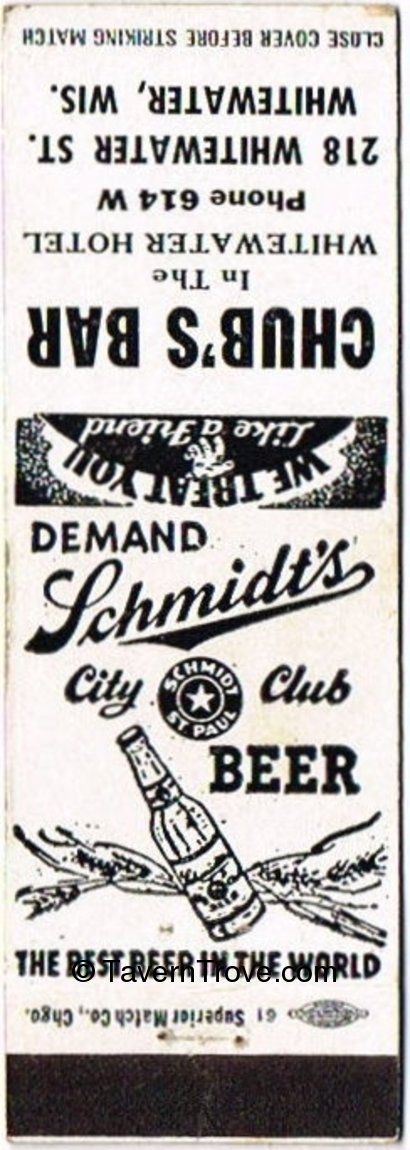 DEMAND
Schmidt's
City Club
SCHMIDT
ST. PAUL
BEER
THE BEST BEER IN THE WORLD
© TavernTrove.com
61 Superior Match Co., Chgo.
WE TREAT YOU
Like a Friend
CHUB'S BAR
In The
WHITEWATER HOTEL
Phone 614 W
218 WHITEWATER ST.
WHITEWATER, WIS.
CLOSE COVER BEFORE STRIKING MATCH